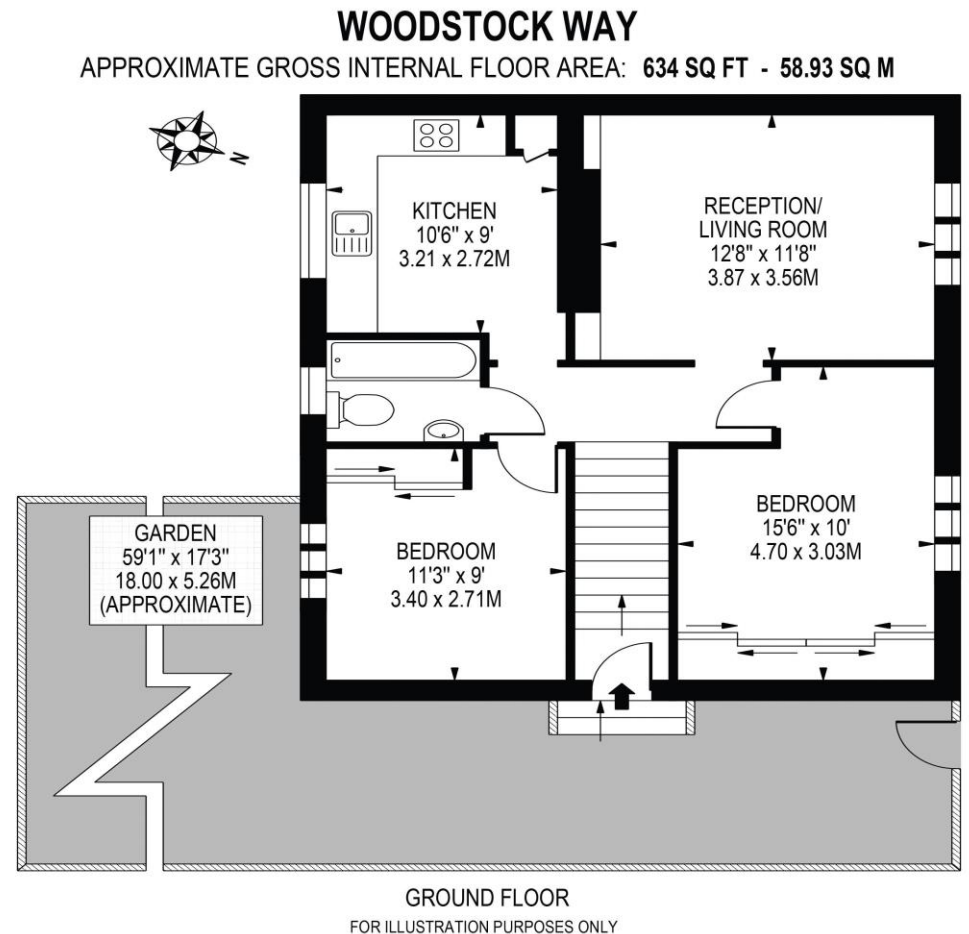 WOODSTOCK WAY
APPROXIMATE GROSS INTERNAL FLOOR AREA: 634 SQ FT - 58.93 SQ M
N
KITCHEN
10'6" x 9'
3.21 x 2.72M
RECEPTION/
LIVING ROOM
12'8" x 11'8"
3.87 x 3.56M
GARDEN
59'1" x 17'3"
18.00 x 5.26M
(APPROXIMATE)
BEDROOM
11'3" x 9'
3.40 x 2.71M
BEDROOM
15'6" x 10'
4.70 x 3.03M
GROUND FLOOR
FOR ILLUSTRATION PURPOSES ONLY